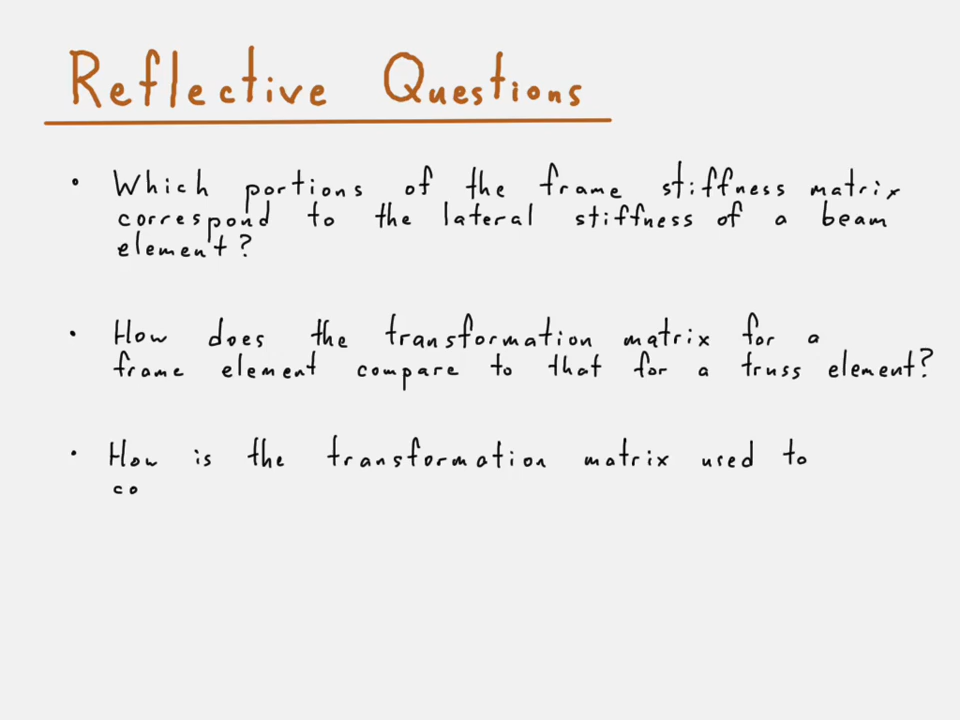 Reflective Questions
• Which portions of the frame stiffness matrix
correspond to the lateral stiffness of a beam
element?
• How does the transformation matrix for a
frame element compare to that for a truss element?
• How is the transformation matrix used to
co